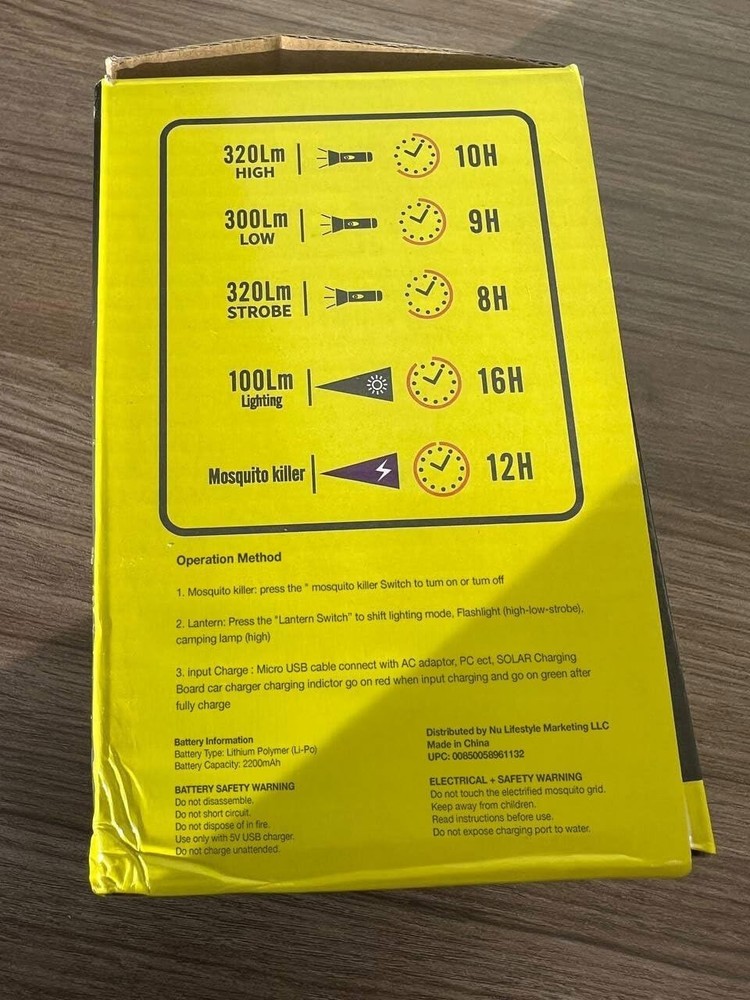 320Lm
HIGH
10H
300Lm
LOW
9H
320Lm
STROBE
8H
100Lm
Lighting
16H
Mosquito killer
12H
Operation Method
1. Mosquito killer: press the " mosquito killer Switch to turn on or turn off
2. Lantern: Press the "Lantern Switch" to shift lighting mode, Flashlight (high-low-strobe),
camping lamp (high)
3. input Charge : Micro USB cable connect with AC adaptor, PC ect, SOLAR Charging
Board car charger charging indictor go on red when input charging and go on green after
fully charge
Battery Information
Battery Type: Lithium Polymer (Li-Po)
Battery Capacity: 2200mAh
BATTERY SAFETY WARNING
Do not disassemble.
Do not short circuit.
Do not dispose of in fire.
Use only with 5V USB charger.
Do not charge unattended.
Distributed by Nu Lifestyle Marketing LLC
Made in China
UPC: 00850058961132
ELECTRICAL + SAFETY WARNING
Do not touch the electrified mosquito grid.
Keep away from children.
Read instructions before use.
Do not expose charging port to water.